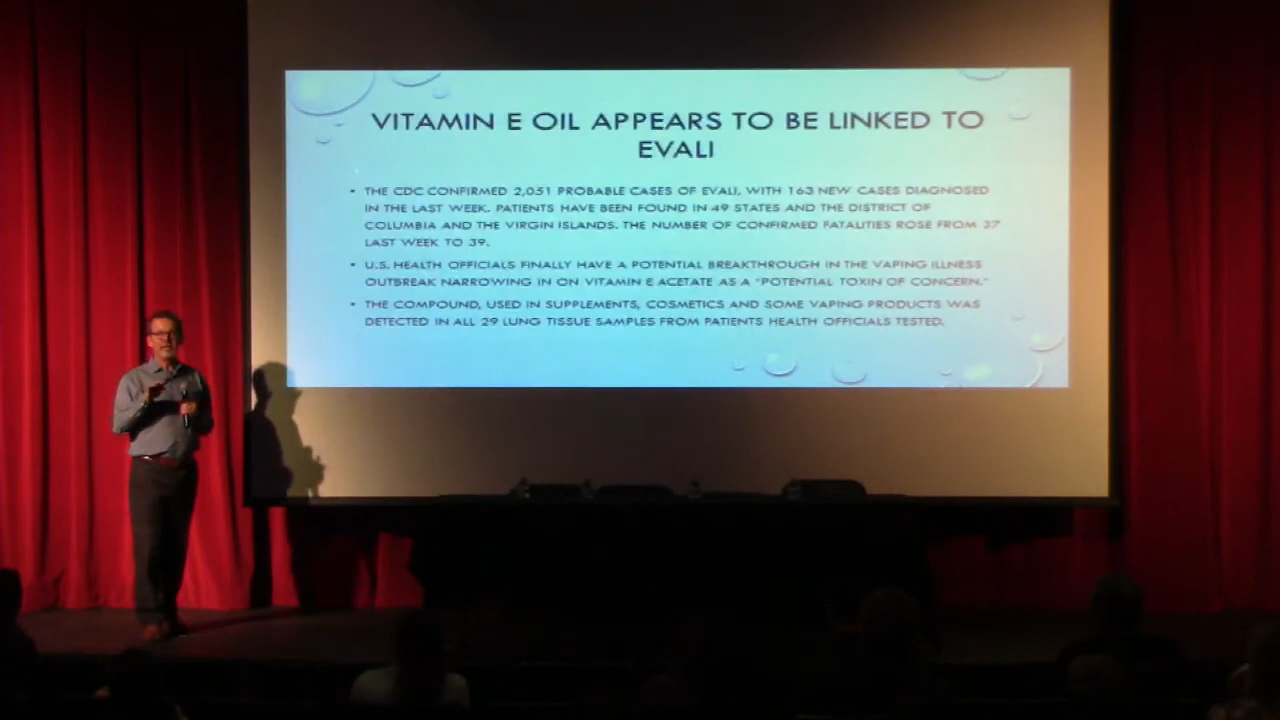 VITAMIN E OIL APPEARS TO BE LINKED TO
EVALI
• THE CDC CONFIRMED 2,051 PROBABLE CASES OF EVALI, WITH 163 NEW CASES DIAGNOSED
IN THE LAST WEEK. PATIENTS HAVE BEEN FOUND IN 49 STATES AND THE DISTRICT OF
COLUMBIA AND THE VIRGIN ISLANDS. THE NUMBER OF CONFIRMED FATALITIES ROSE FROM 37
LAST WEEK TO 39.
• U.S. HEALTH OFFICIALS FINALLY HAVE A POTENTIAL BREAKTHROUGH IN THE VAPING ILLNESS
OUTBREAK NARROWING IN ON VITAMIN E ACETATE AS A "POTENTIAL TOXIN OF CONCERN."
• THE COMPOUND, USED IN SUPPLEMENTS, COSMETICS AND SOME VAPING PRODUCTS WAS
DETECTED IN ALL 29 LUNG TISSUE SAMPLES FROM PATIENTS HEALTH OFFICIALS TESTED.